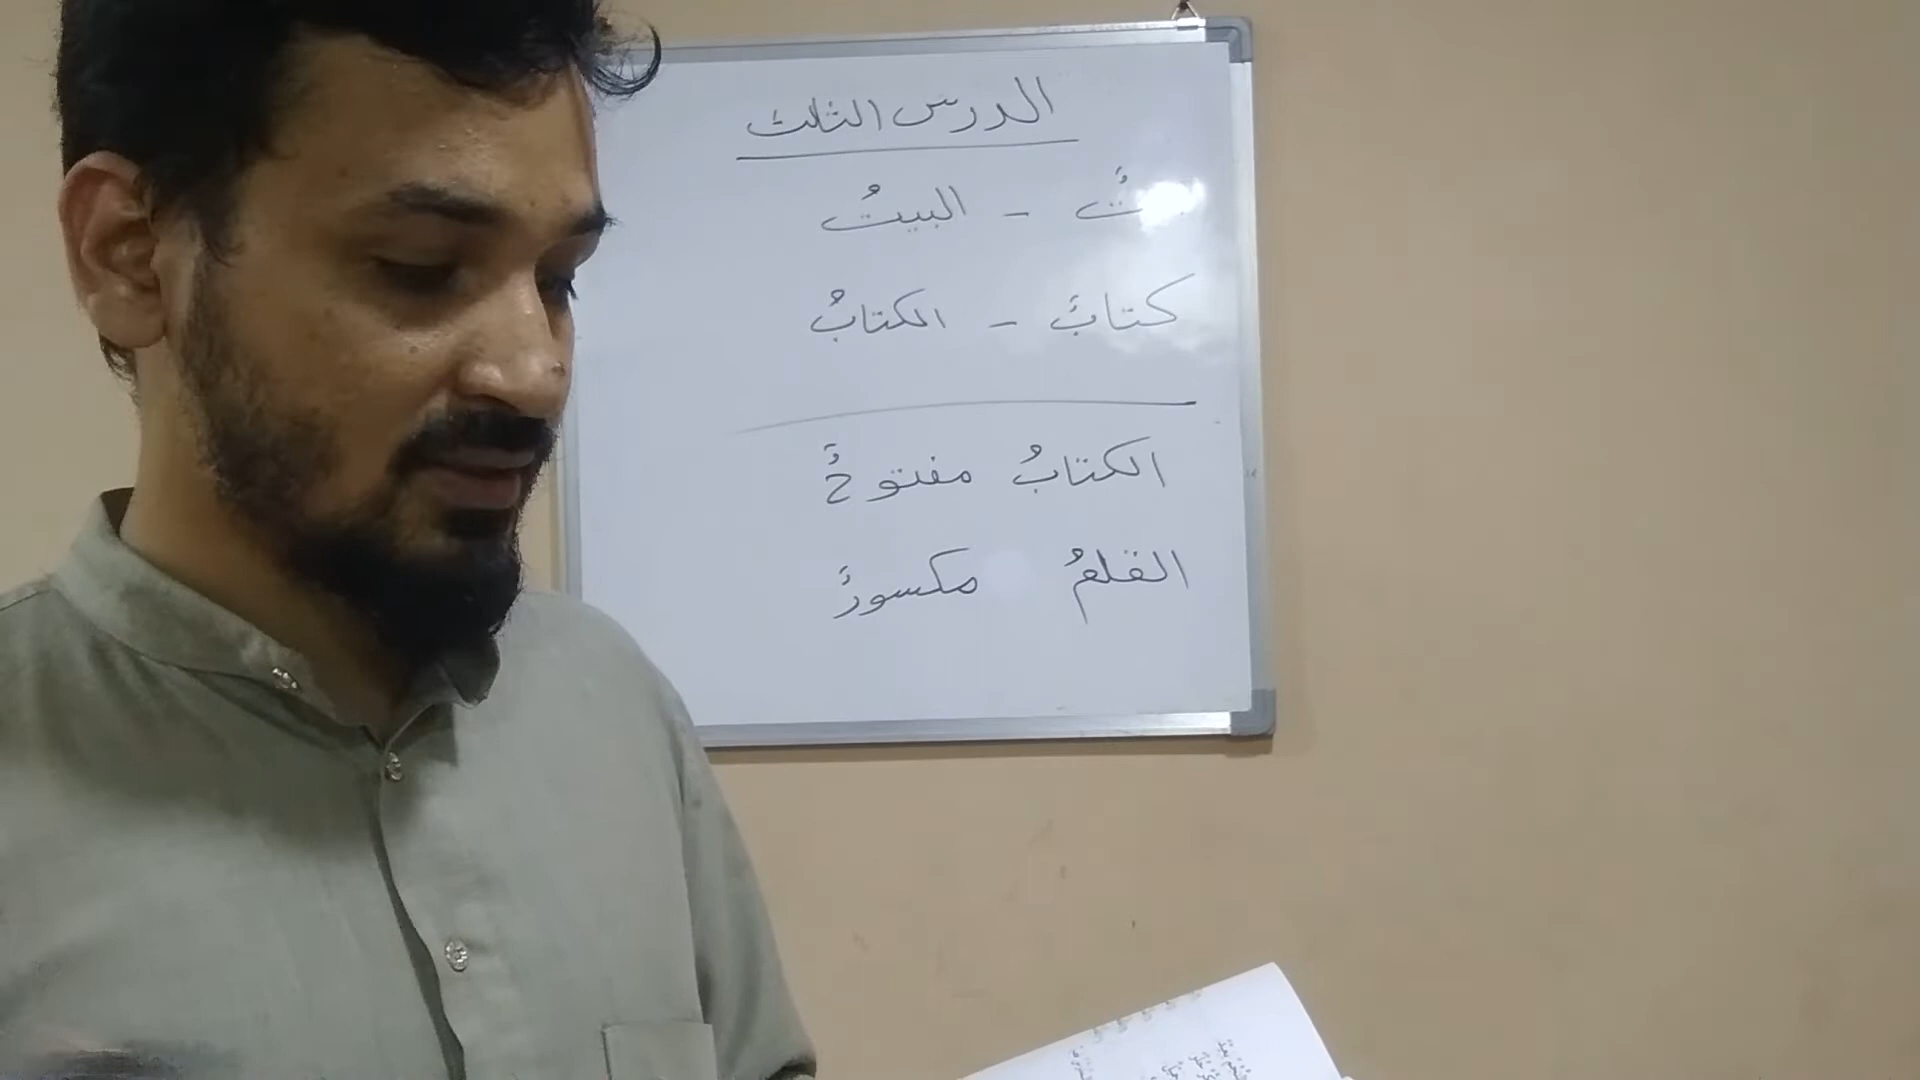 الدرس الثالث
- البيتُ
كتابٌ - الكتابُ
الكتابُ مفتوحٌ
القلمُ مكسورٌ